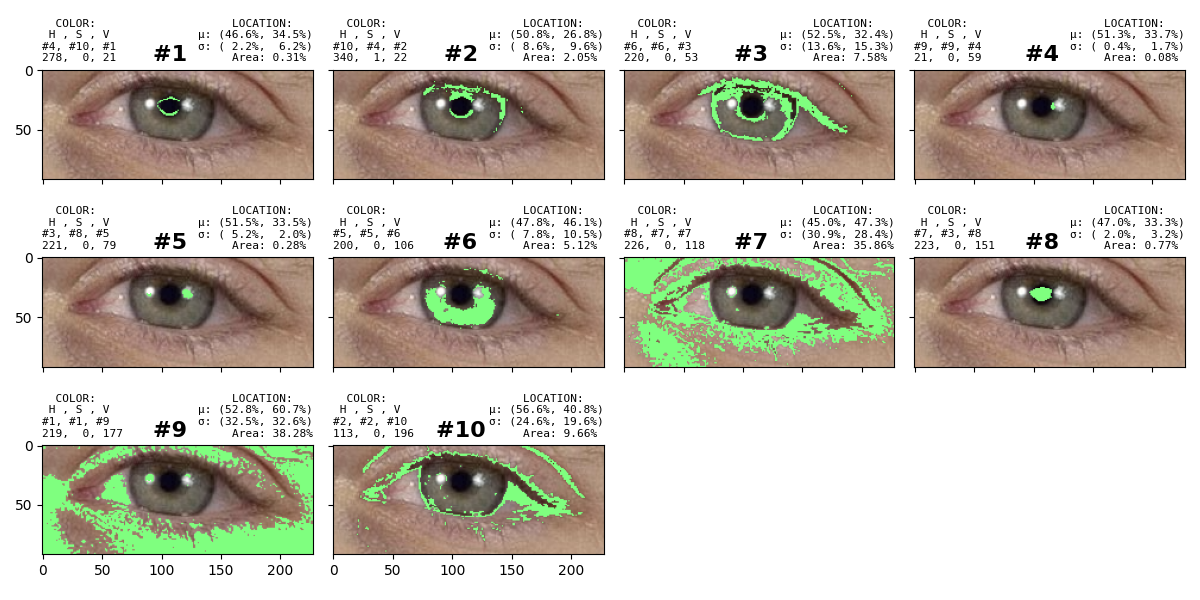 COLOR: LOCATION:
H , S , V μ: (46.6%, 34.5%)
#4, #10, #1 σ: ( 2.2%, 6.2%)
278, 0, 21 #1 Area: 0.31%
COLOR: LOCATION:
H , S , V μ: (50.8%, 26.8%)
#10, #4, #2 σ: ( 8.6%, 9.6%)
340, 1, 22 #2 Area: 2.05%
COLOR: LOCATION:
H , S , V μ: (52.5%, 32.4%)
#6, #6, #3 σ: (13.6%, 15.3%)
220, 0, 53 #3 Area: 7.58%
COLOR: LOCATION:
H , S , V μ: (51.3%, 33.7%)
#9, #9, #4 σ: ( 0.4%, 1.7%)
21, 0, 59 #4 Area: 0.08%
0
50
COLOR: LOCATION:
H , S , V μ: (51.5%, 33.5%)
#3, #8, #5 σ: ( 5.2%, 2.0%)
221, 0, 79 #5 Area: 0.28%
COLOR: LOCATION:
H , S , V μ: (47.8%, 46.1%)
#5, #5, #6 σ: ( 7.8%, 10.5%)
200, 0, 106 #6 Area: 5.12%
COLOR: LOCATION:
H , S , V μ: (45.0%, 47.3%)
#8, #7, #7 σ: (30.9%, 28.4%)
226, 0, 118 #7 Area: 35.86%
COLOR: LOCATION:
H , S , V μ: (47.0%, 33.3%)
#7, #3, #8 σ: ( 2.0%, 3.2%)
223, 0, 151 #8 Area: 0.77%
0
50
COLOR: LOCATION:
H , S , V μ: (52.8%, 60.7%)
#1, #1, #9 σ: (32.5%, 32.6%)
219, 0, 177 #9 Area: 38.28%
COLOR: LOCATION:
H , S , V μ: (56.6%, 40.8%)
#2, #2, #10 σ: (24.6%, 19.6%)
113, 0, 196 #10 Area: 9.66%
0
50
0 50 100 150 200
0 50 100 150 200